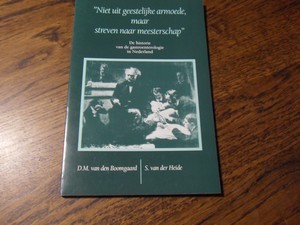 "Niet uit geestelijke armoede,
maar
streven naar meesterschap"
De historie
van de gastroenterologie
in Nederland
D.M. van den Boomgaard
S. van der Heide